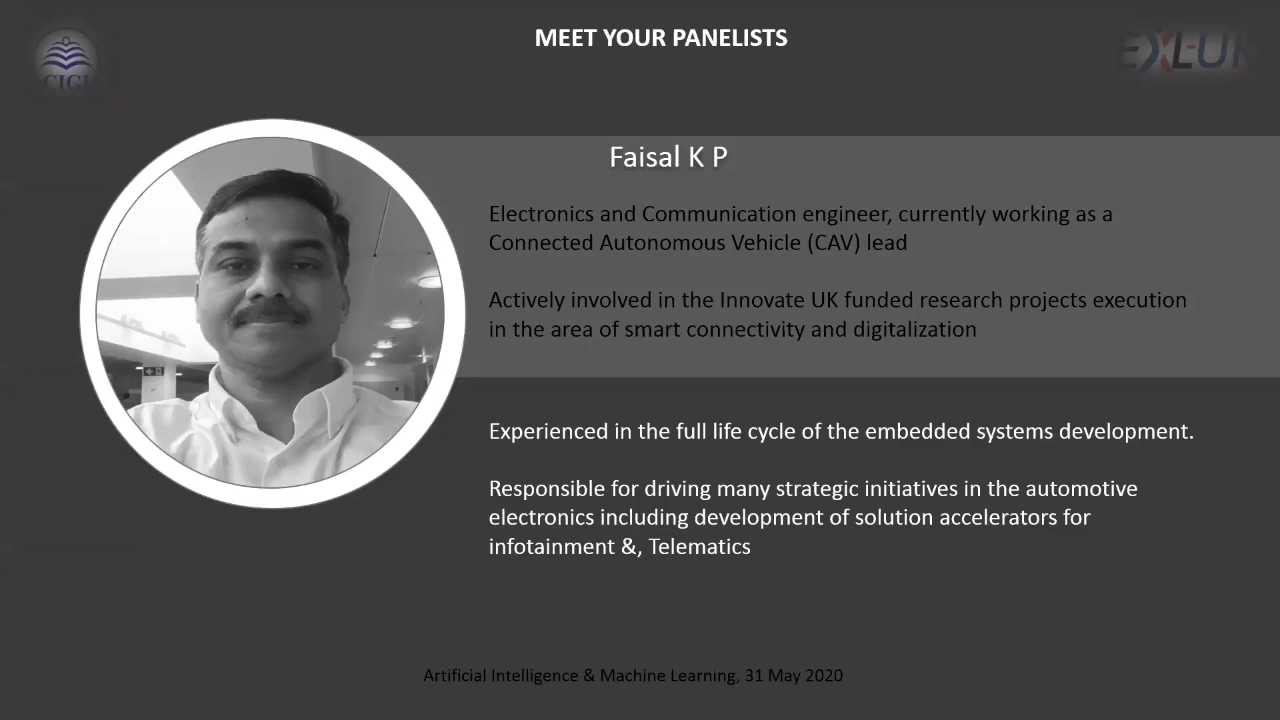 MEET YOUR PANELISTS
CIGI
EXL-UK
Faisal K P
Electronics and Communication engineer, currently working as a
Connected Autonomous Vehicle (CAV) lead
Actively involved in the Innovate UK funded research projects execution
in the area of smart connectivity and digitalization
Experienced in the full life cycle of the embedded systems development.
Responsible for driving many strategic initiatives in the automotive
electronics including development of solution accelerators for
infotainment &, Telematics
Artificial Intelligence & Machine Learning, 31 May 2020